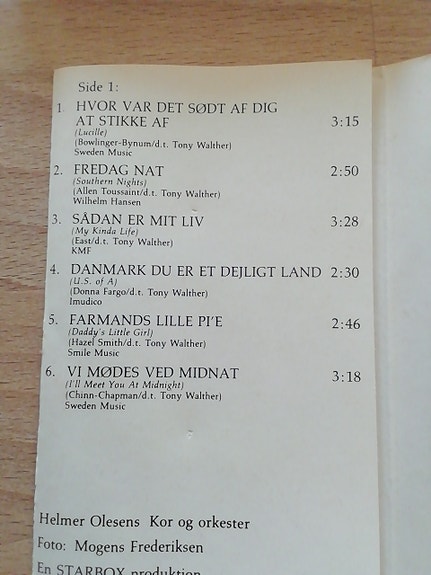 Side 1:
1. HVOR VAR DET SØDT AF DIG
AT STIKKE AF 3:15
(Lucille)
(Bowlinger-Bynum/d.t. Tony Walther)
Sweden Music
2. FREDAG NAT 2:50
(Southern Nights)
(Allen Toussaint/d.t. Tony Walther)
Wilhelm Hansen
3. SÅDAN ER MIT LIV 3:28
(My Kinda Life)
(East/d.t. Tony Walther)
KMF
4. DANMARK DU ER ET DEJLIGT LAND 2:30
(U.S. of A)
(Donna Fargo/d.t. Tony Walther)
Imudico
5. FARMANDS LILLE PI'E 2:46
(Daddy's Little Girl)
(Hazel Smith/d.t. Tony Walther)
Smile Music
6. VI MØDES VED MIDNAT 3:18
(I'll Meet You At Midnight)
(Chinn-Chapman/d.t. Tony Walther)
Sweden Music
Helmer Olesens Kor og orkester
Foto: Mogens Frederiksen
En STARBOX produktion